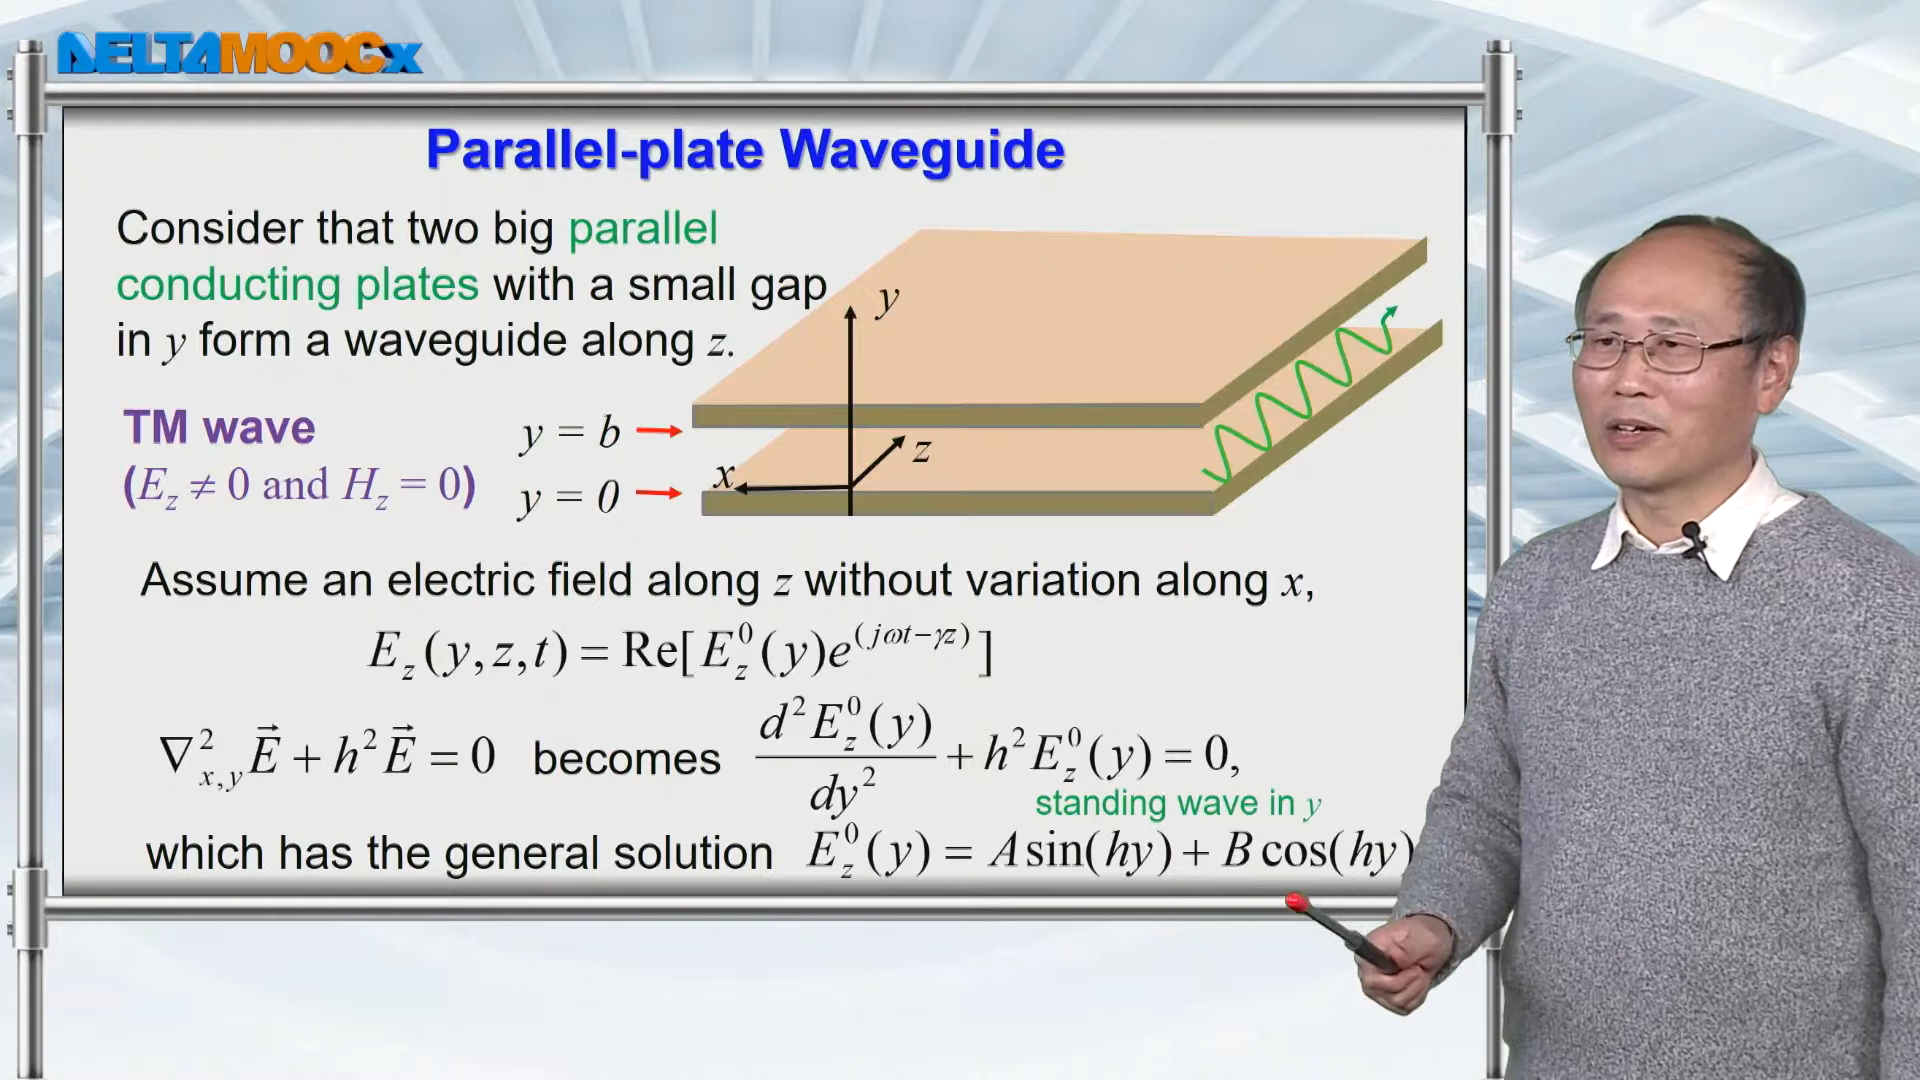 DELTAMOOCx
Parallel-plate Waveguide
Consider that two big parallel
conducting plates with a small gap
in y form a waveguide along z.
y
TM wave
(E_z ≠ 0 and H_z = 0)
y = b
y = 0
x
z
Assume an electric field along z without variation along x,
E_z(y,z,t) = Re[E_z^0(y)e^{(jωt−γz)}]
∇²_{x,y} E⃗ + h² E⃗ = 0 becomes d²E_z^0(y)/dy² + h²E_z^0(y) = 0,
standing wave in y
which has the general solution E_z^0(y) = A sin(hy) + B cos(hy)